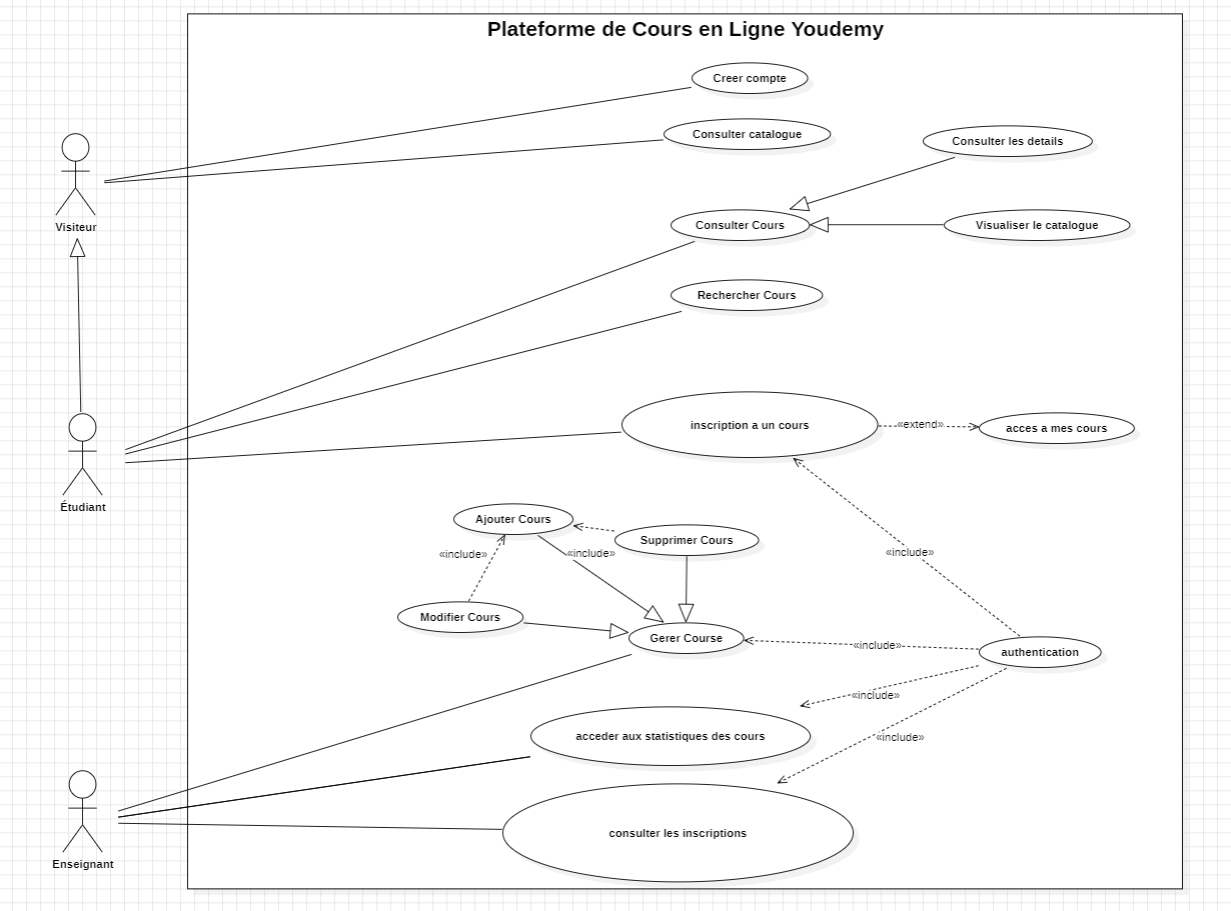 Plateforme de Cours en Ligne Youdemy
Creer compte
Consulter catalogue
Consulter les details
Visiteur
Consulter Cours
Visualiser le catalogue
Rechercher Cours
inscription a un cours
«extend»
acces a mes cours
Étudiant
Ajouter Cours
Supprimer Cours
«include»
«include»
«include»
Modifier Cours
Gerer Course
«include»
authentication
«include»
acceder aux statistiques des cours
«include»
consulter les inscriptions
Enseignant